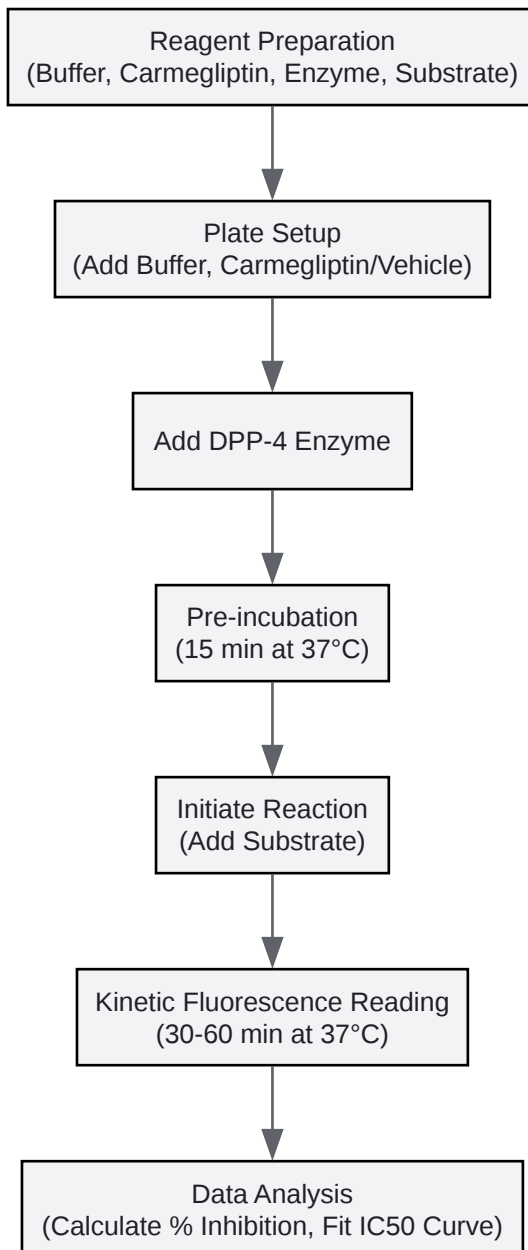 Reagent Preparation
(Buffer, Carmegliptin, Enzyme, Substrate)
Plate Setup
(Add Buffer, Carmegliptin/Vehicle)
Add DPP-4 Enzyme
Pre-incubation
(15 min at 37°C)
Initiate Reaction
(Add Substrate)
Kinetic Fluorescence Reading
(30-60 min at 37°C)
Data Analysis
(Calculate % Inhibition, Fit IC50 Curve)